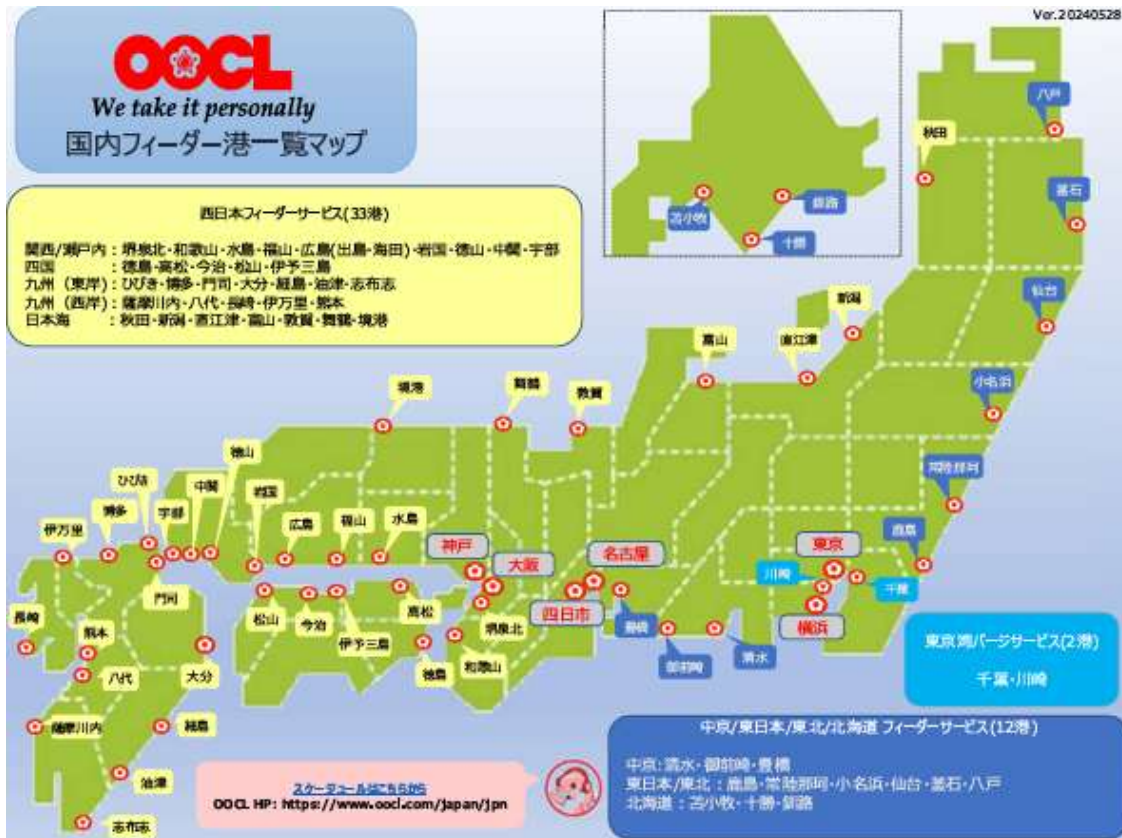 Ver.20240528
OOCL
We take it personally
国内フィーダー港一覧マップ
西日本フィーダーサービス(33港)
関西/瀬戸内：堺泉北・和歌山・水島・福山・広島(出島・海田)・岩国・徳山・中関・宇部
四国：徳島・高松・今治・松山・伊予三島
九州（東岸）：ひびき・博多・門司・大分・細島・油津・志布志
九州（西岸）：薩摩川内・八代・長崎・伊万里・熊本
日本海：秋田・新潟・直江津・富山・敦賀・舞鶴・境港
苫小牧
釧路
十勝
八戸
秋田
釜石
仙台
新潟
直江津
富山
小名浜
敦賀
舞鶴
境港
常陸那珂
鹿島
徳山
中関
ひびき
宇部
博多
伊万里
岩国
広島
福山
水島
神戸
大阪
名古屋
四日市
東京
川崎
千葉
横浜
豊橋
御前崎
清水
門司
長崎
熊本
八代
大分
松山
今治
伊予三島
高松
徳島
堺泉北
和歌山
薩摩川内
細島
油津
志布志
東京湾バージサービス(2港)
千葉・川崎
中京/東日本/東北/北海道 フィーダーサービス(12港)
中京：清水・御前崎・豊橋
東日本/東北：鹿島・常陸那珂・小名浜・仙台・釜石・八戸
北海道：苫小牧・十勝・釧路
スケージュールはこちらから
OOCL HP: https://www.oocl.com/japan/jpn